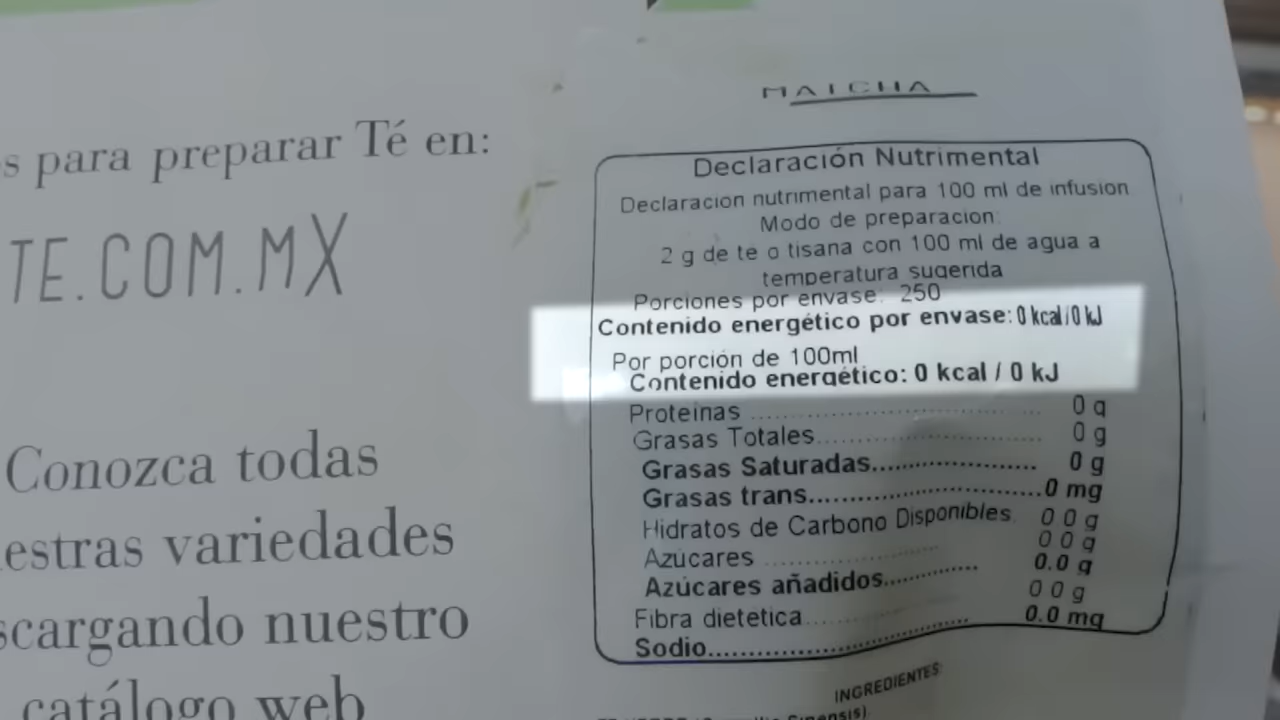 para preparar Té en:
TE.COM.MX
Conozca todas
variedades
nuestro
catálogo web
MATCHA
Declaración Nutrimental
Declaracion nutrimental para 100 ml de infusion
Modo de preparacion:
2 g de te o tisana con 100 ml de agua a
temperatura sugerida
Porciones por envase: 250
Contenido energético por envase: 0 kcal/0 kJ
Por porción de 100ml
Contenido energético: 0 kcal / 0 kJ
Proteinas ........................ 0 g
Grasas Totales........................ 0 g
Grasas Saturadas........................ 0 g
Grasas trans........................0 mg
Hidratos de Carbono Disponibles. 0 0 g
Azúcares ........................ 0 0 g
Azúcares añadidos............... 0.0 g
Fibra dietetica........................ 0 0 g
Sodio........................ 0.0 mg
INGREDIENTES: